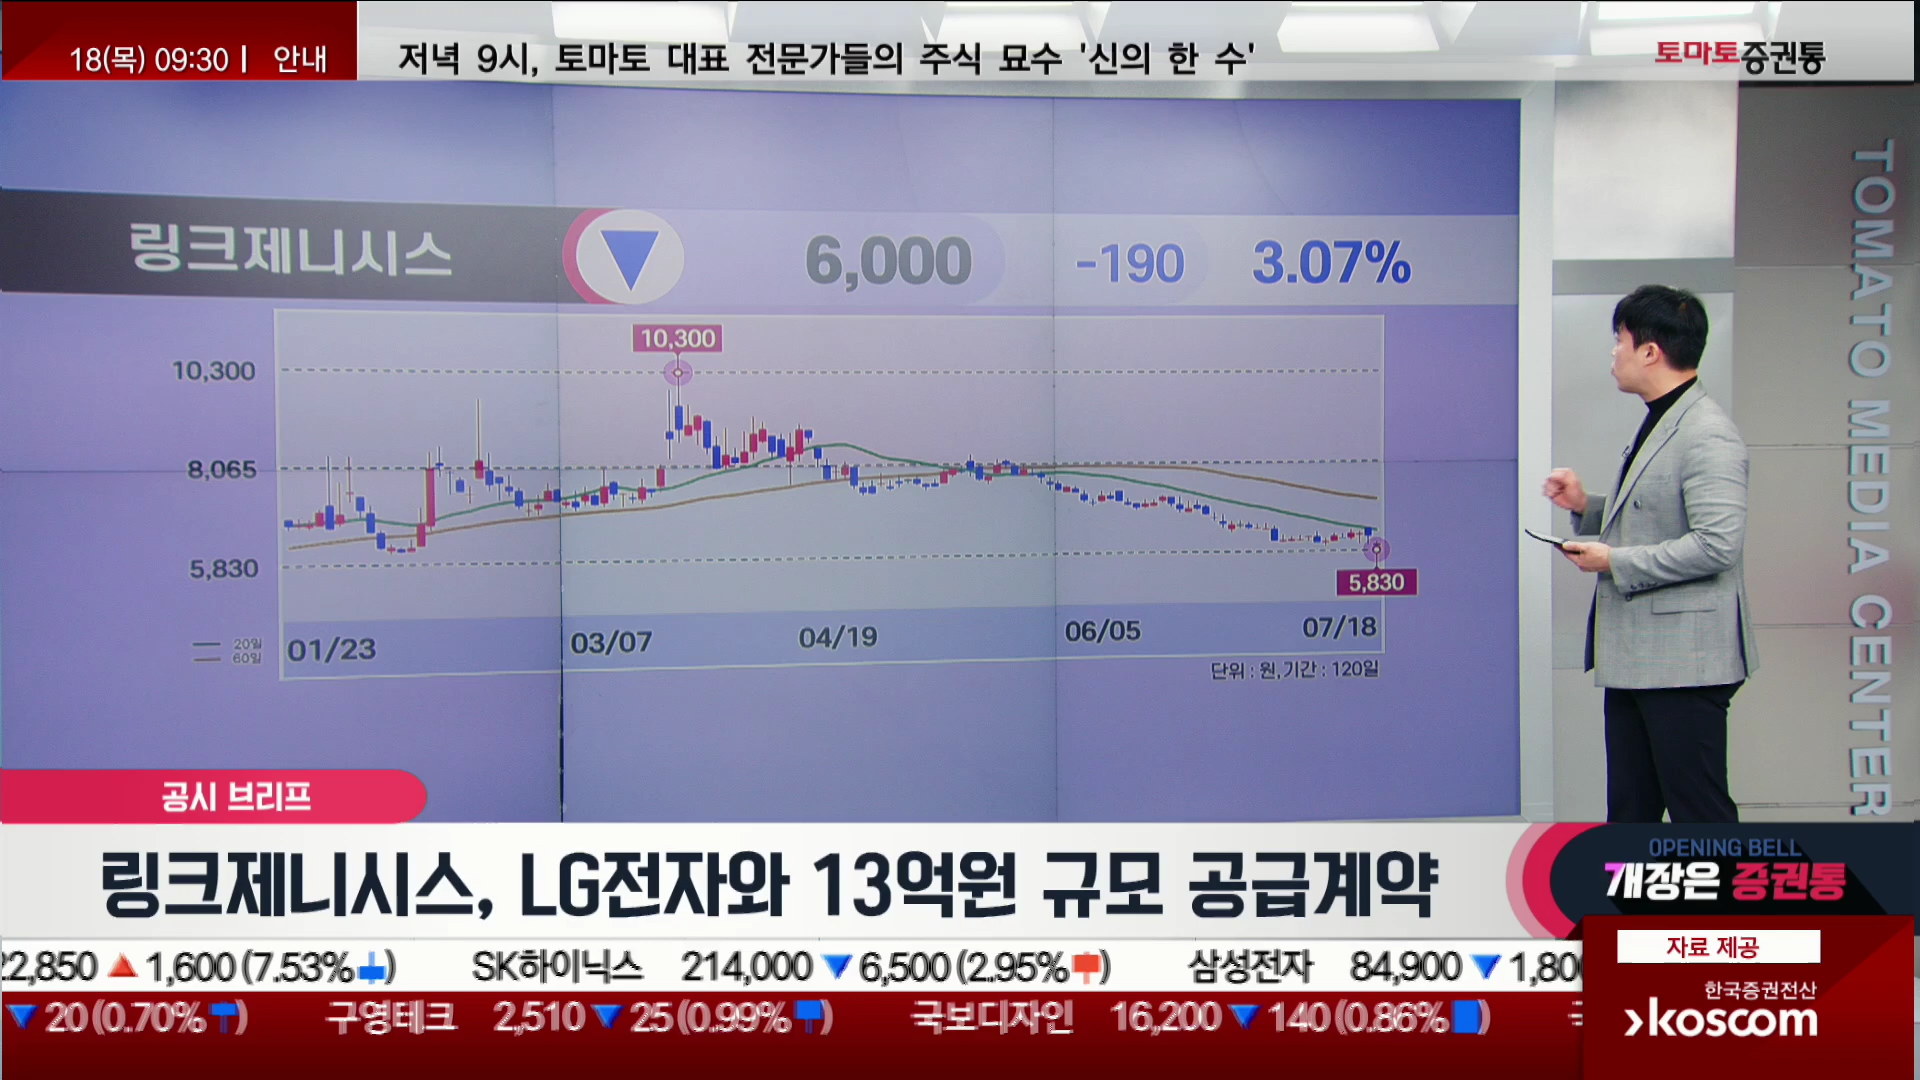 18(목) 09:30 | 안내
저녁 9시, 토마토 대표 전문가들의 주식 묘수 '신의 한 수'
토마토증권통
TOMATO MEDIA CENTER
링크제니시스 6,000 -190 3.07%
10,300
10,300
8,065
5,830
5,830
20일
60일
01/23 03/07 04/19 06/05 07/18
단위 : 원, 기간 : 120일
공시 브리프
링크제니시스, LG전자와 13억원 규모 공급계약
OPENING BELL
개장은 증권통
22,850 ▲ 1,600 (7.53%) SK하이닉스 214,000 ▼ 6,500 (2.95%) 삼성전자 84,900 ▼
▼ 20 (0.70%) 구영테크 2,510 ▼ 25 (0.99%) 국보디자인 16,200 ▼ 140 (0.86%)
자료 제공
한국증권전산
koscom